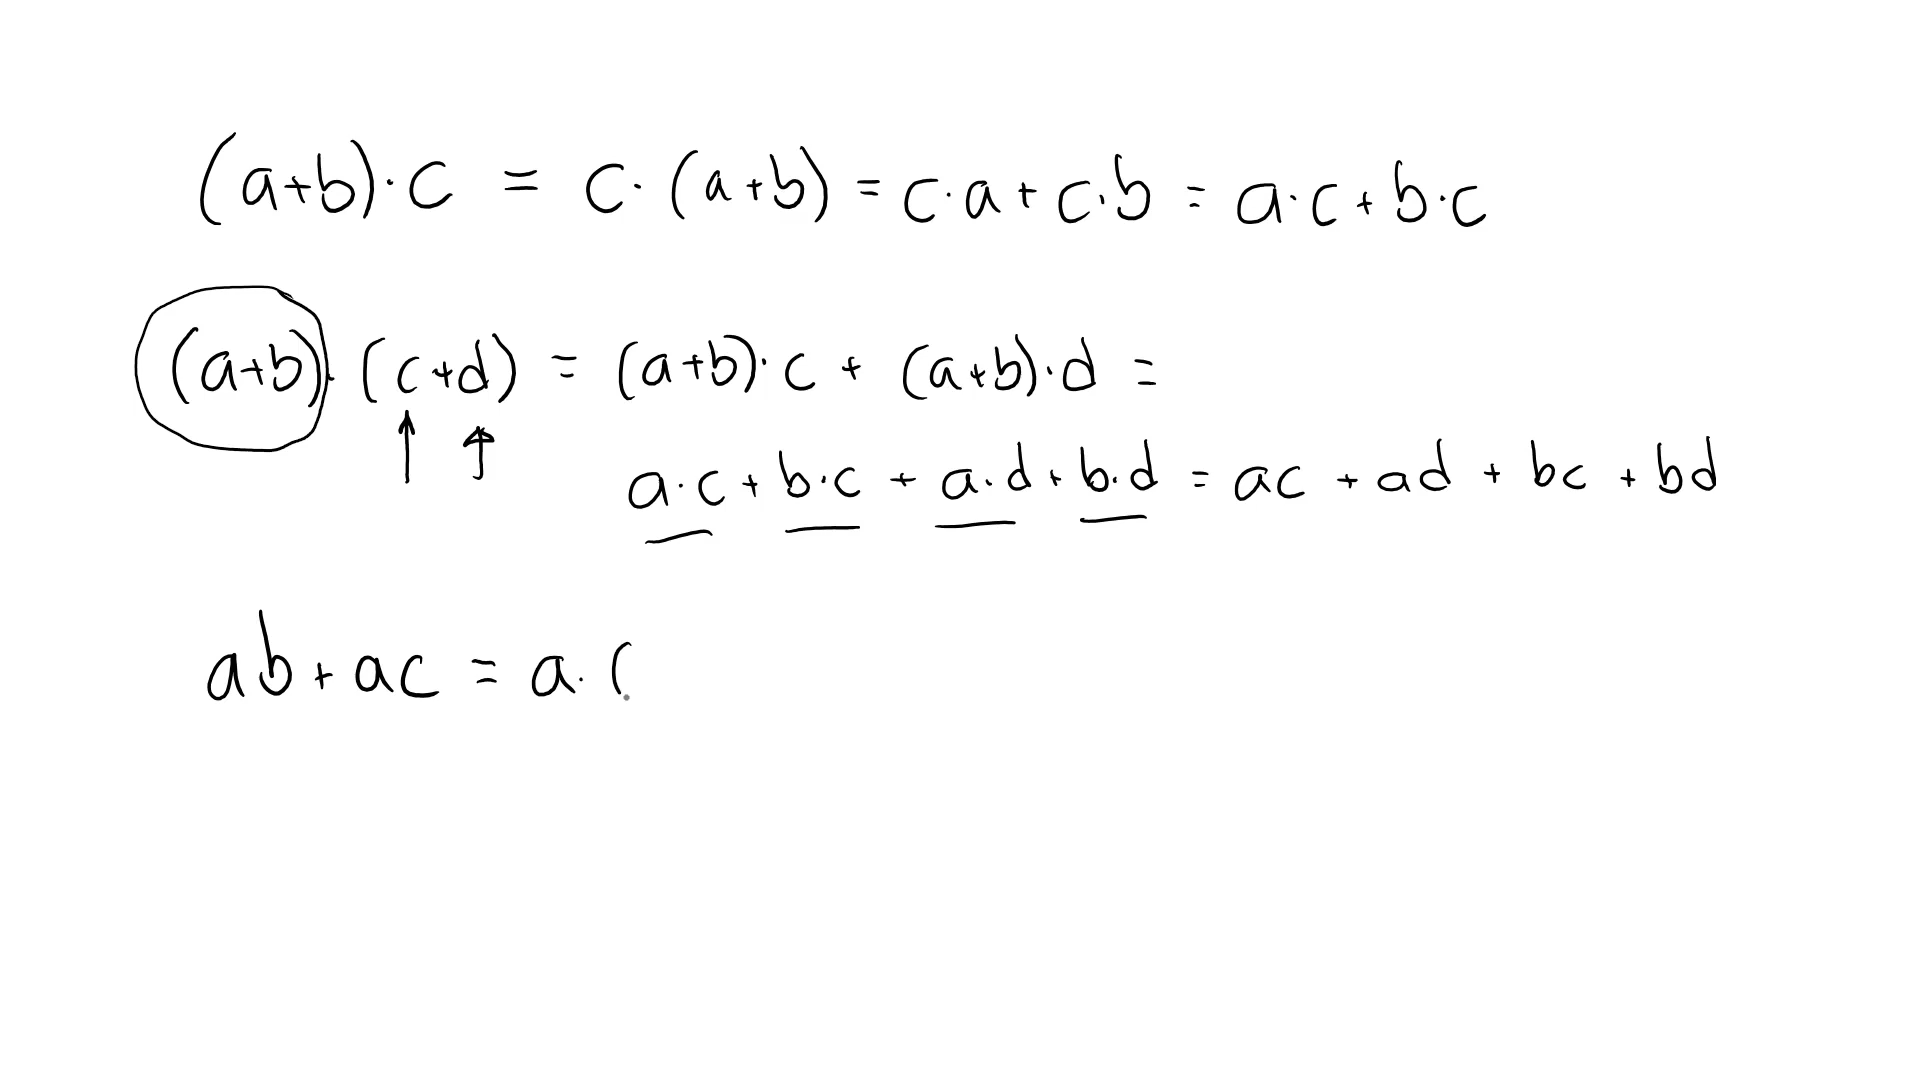 (a+b)·c = c·(a+b) = c·a + c·b = a·c + b·c
(a+b)·(c+d) = (a+b)·c + (a+b)·d =
a·c + b·c + a·d + b·d = ac + ad + bc + bd
ab + ac = a·(